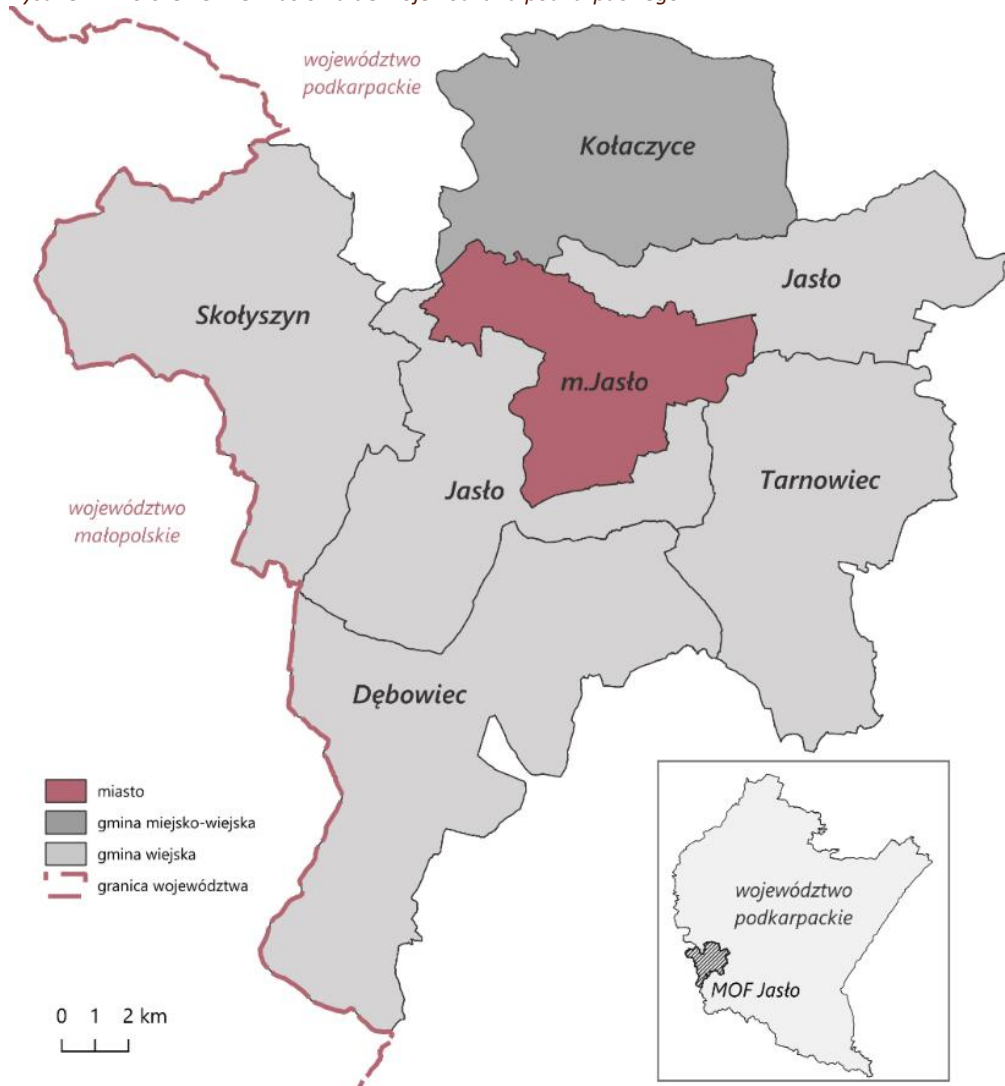 województwo
podkarpackie
Kołaczyce
Jasło
Skołyszyn
m.Jasło
Jasło
Tarnowiec
województwo
małopolskie
Dębowiec
miasto
gmina miejsko-wiejska
gmina wiejska
granica województwa
0 1 2 km
województwo
podkarpackie
MOF Jasło